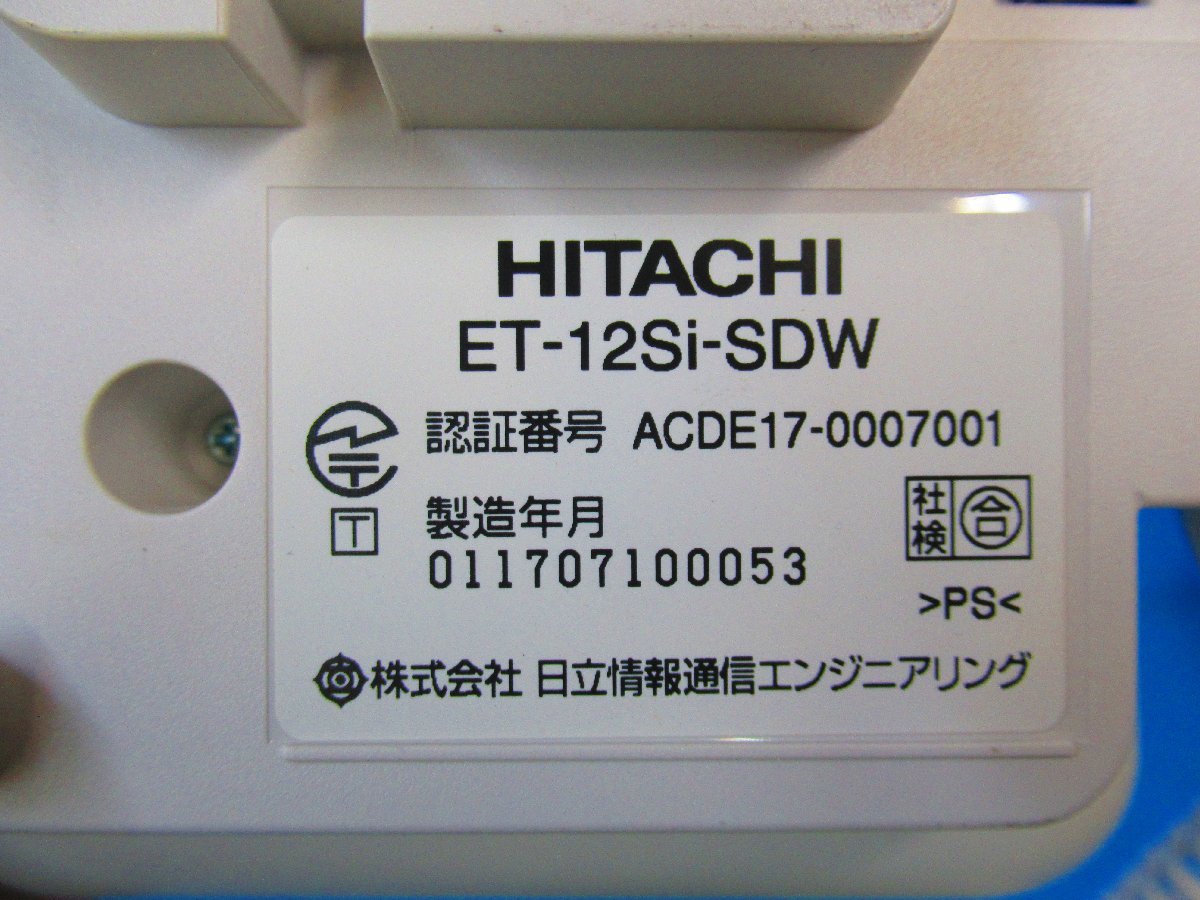 HITACHI
ET-12Si-SDW
認証番号 ACDE17-0007001
T
製造年月
011707100053
社検 合
>PS<
株式会社 日立情報通信エンジニアリング